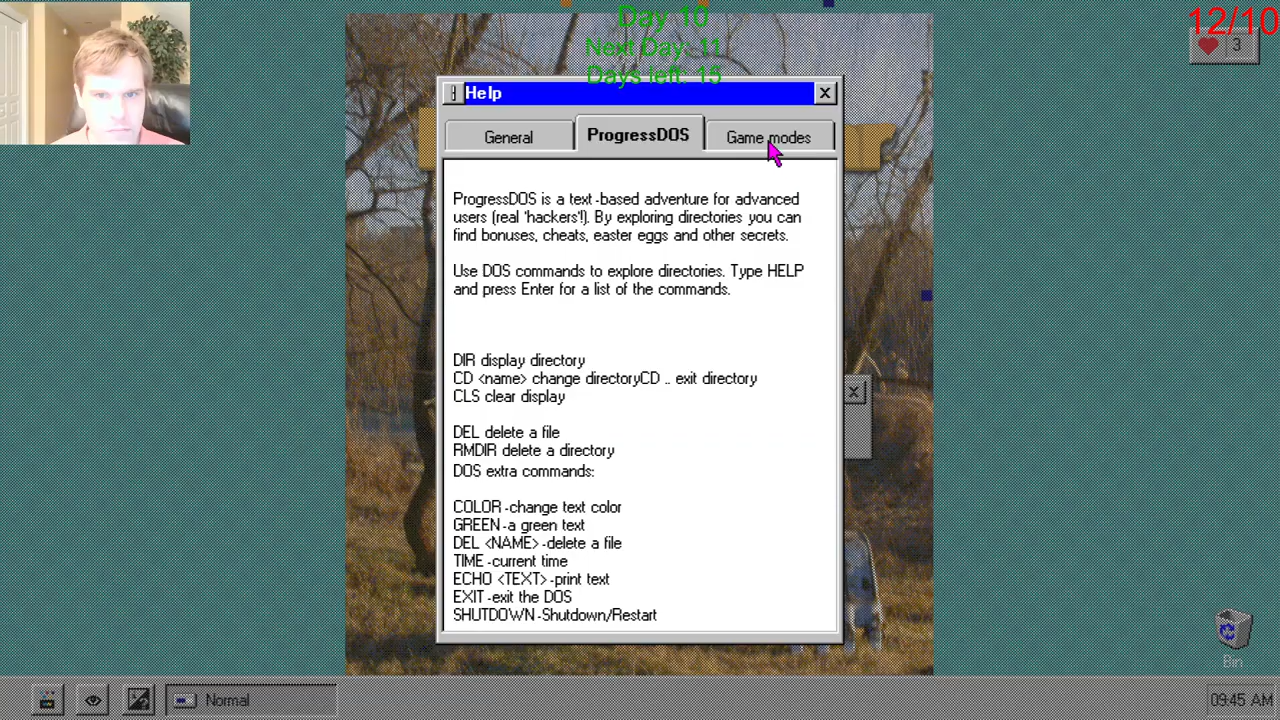 Day 10
Next Day: 11
Days left: 15
12/10
3
Help
General
ProgressDOS
Game modes
ProgressDOS is a text-based adventure for advanced
users (real 'hackers'!). By exploring directories you can
find bonuses, cheats, easter eggs and other secrets.
Use DOS commands to explore directories. Type HELP
and press Enter for a list of the commands.
DIR display directory
CD <name> change directoryCD .. exit directory
CLS clear display
DEL delete a file
RMDIR delete a directory
DOS extra commands:
COLOR -change text color
GREEN -a green text
DEL <NAME> -delete a file
TIME -current time
ECHO <TEXT> -print text
EXIT -exit the DOS
SHUTDOWN -Shutdown/Restart
Bin
Normal
09:45 AM